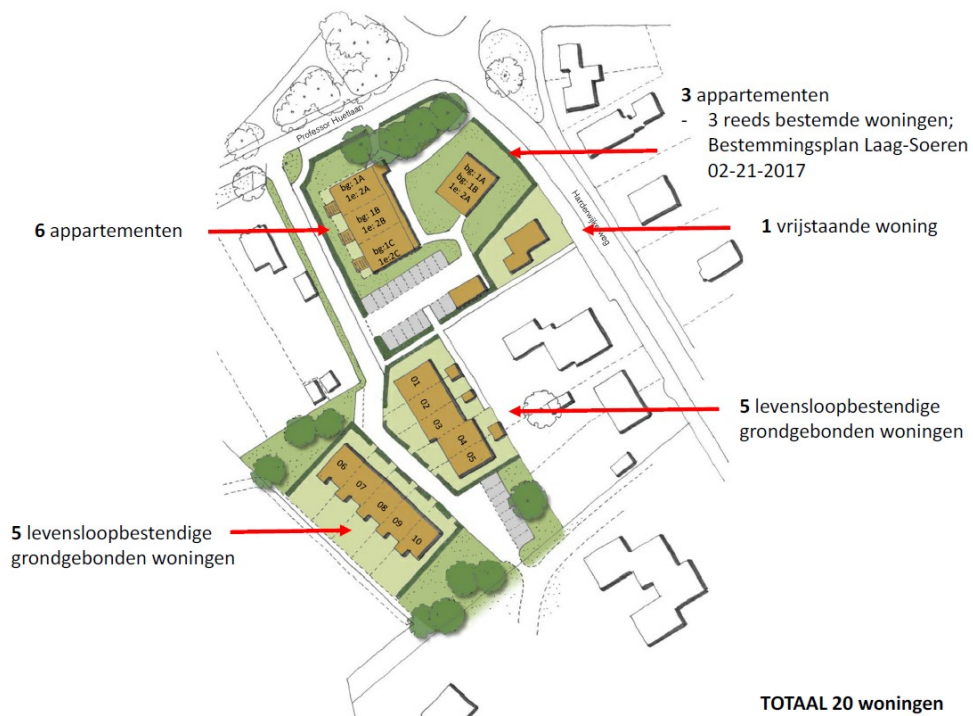 Professor Huetlaan
3 appartementen
- 3 reeds bestemde woningen;
Bestemmingsplan Laag-Soeren
02-21-2017
bg: 1A
1e: 2A
bg: 1B
1e: 2B
bg:1C
1e:2C
bg: 1A
bg: 1B
1e: 2A
Harderwijkerweg
6 appartementen
1 vrijstaande woning
01
02
03
04
05
5 levensloopbestendige
grondgebonden woningen
06
07
08
09
10
5 levensloopbestendige
grondgebonden woningen
TOTAAL 20 woningen